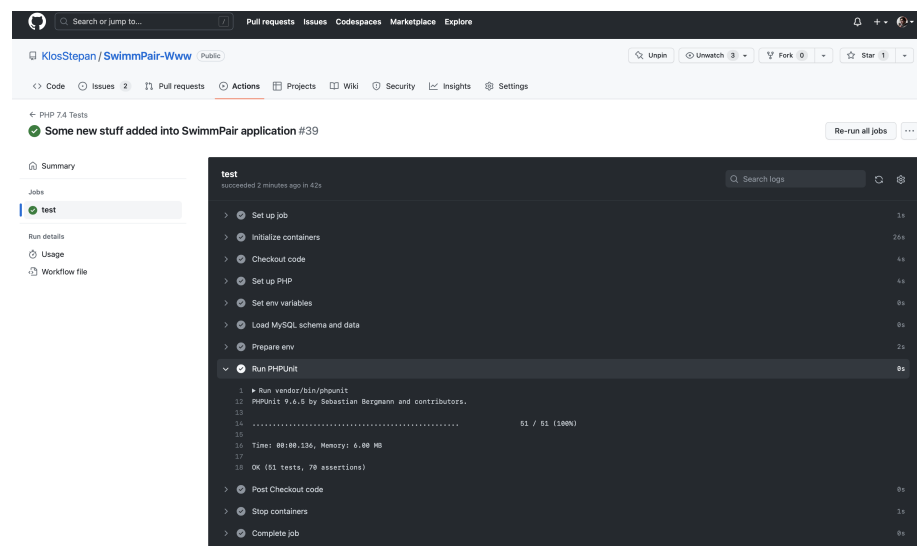 Search or jump to... / Pull requests Issues Codespaces Marketplace Explore
KlosStepan / SwimmPair-Www Public Unpin Unwatch 3 Fork 0 Star 1
Code Issues 2 Pull requests Actions Projects Wiki Security Insights Settings
← PHP 7.4 Tests
Some new stuff added into SwimmPair application #39
Re-run all jobs ...
Summary
Jobs
test
Run details
Usage
Workflow file
test
succeeded 2 minutes ago in 42s
Search logs
Set up job 1s
Initialize containers 26s
Checkout code 4s
Set up PHP 4s
Set env variables 0s
Load MySQL schema and data 0s
Prepare env 2s
Run PHPUnit 0s
1 ▶ Run vendor/bin/phpunit
12 PHPUnit 9.6.5 by Sebastian Bergmann and contributors.
13
14 ................................................... 51 / 51 (100%)
15
16 Time: 00:00.136, Memory: 6.00 MB
17
18 OK (51 tests, 70 assertions)
Post Checkout code 0s
Stop containers 1s
Complete job 0s